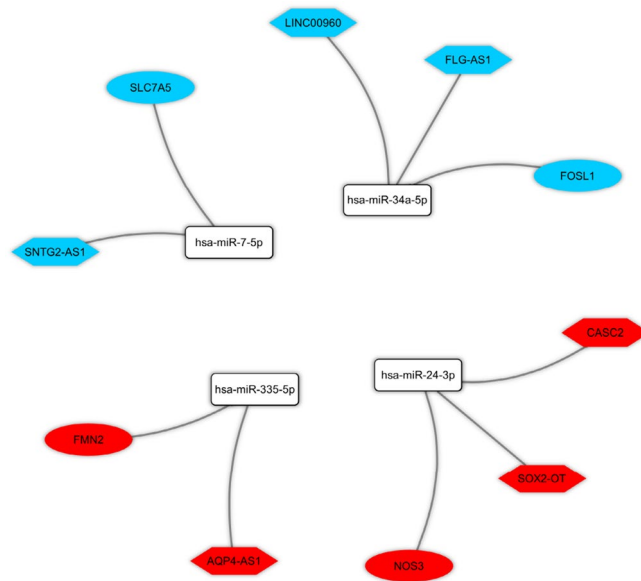 LINC00960
FLG-AS1
SLC7A5
FOSL1
hsa-miR-34a-5p
hsa-miR-7-5p
SNTG2-AS1
CASC2
hsa-miR-24-3p
hsa-miR-335-5p
FMN2
SOX2-OT
AQP4-AS1
NOS3